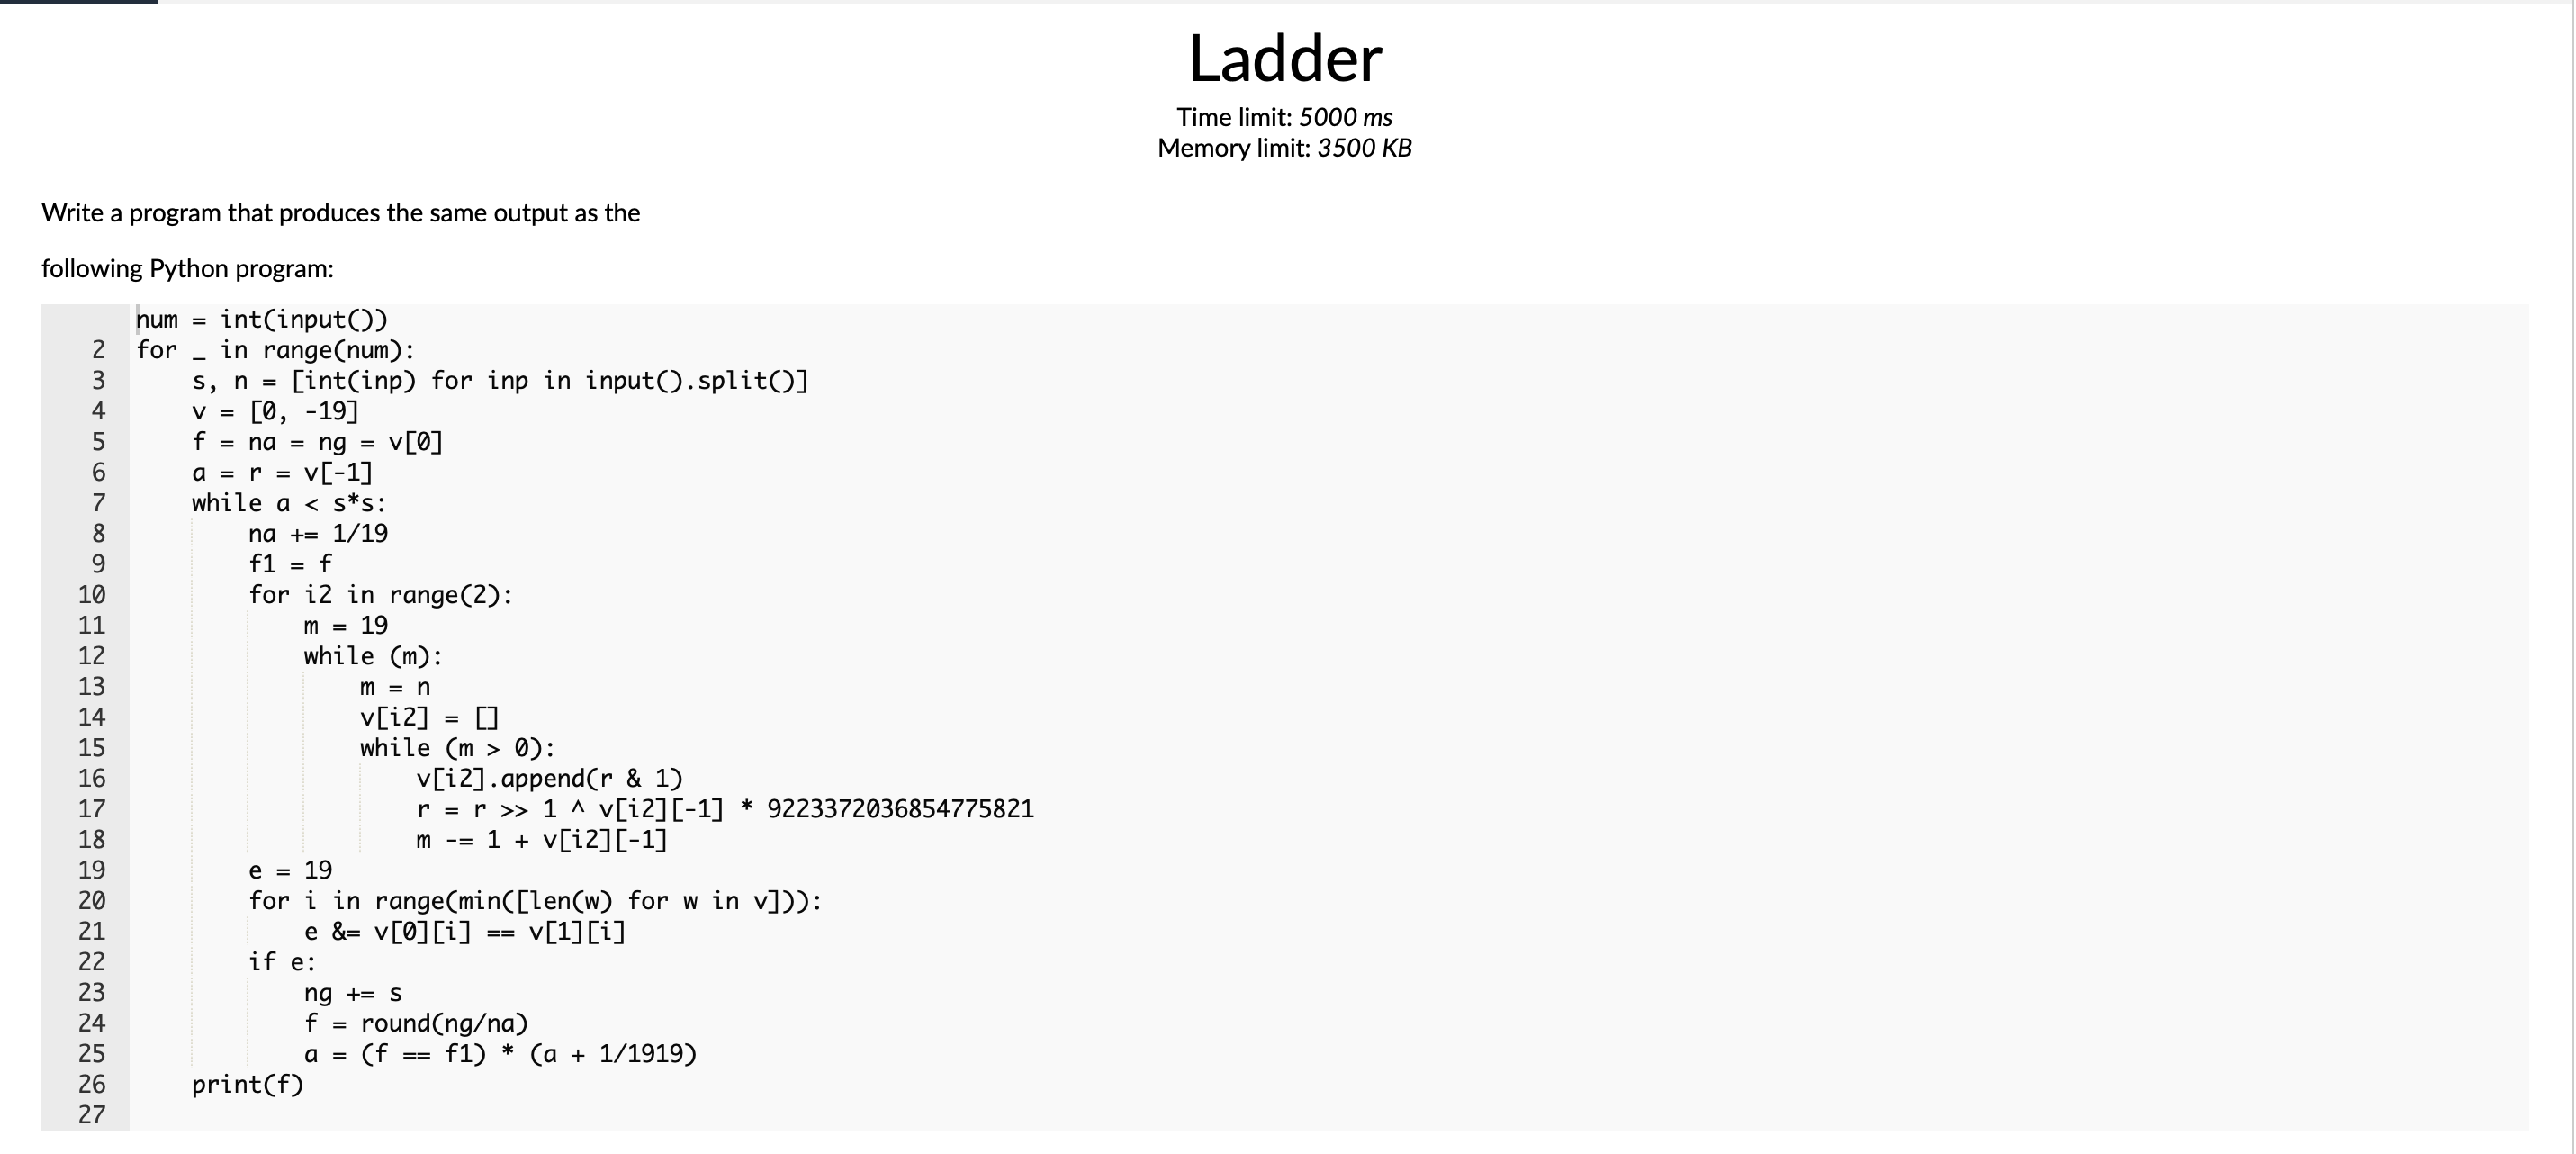 Ladder
Time limit: 5000 ms
Memory limit: 3500 KB
Write a program that produces the same output as the
following Python program:
num = int(input())
2 for _ in range(num):
3     s, n = [int(inp) for inp in input().split()]
4     v = [0, -19]
5     f = na = ng = v[0]
6     a = r = v[-1]
7     while a < s*s:
8         na += 1/19
9         f1 = f
10         for i2 in range(2):
11             m = 19
12             while (m):
13                 m = n
14                 v[i2] = []
15                 while (m > 0):
16                     v[i2].append(r & 1)
17                     r = r >> 1 ^ v[i2][-1] * 9223372036854775821
18                     m -= 1 + v[i2][-1]
19         e = 19
20         for i in range(min([len(w) for w in v])):
21             e &= v[0][i] == v[1][i]
22         if e:
23             ng += s
24             f = round(ng/na)
25             a = (f == f1) * (a + 1/1919)
26     print(f)
27